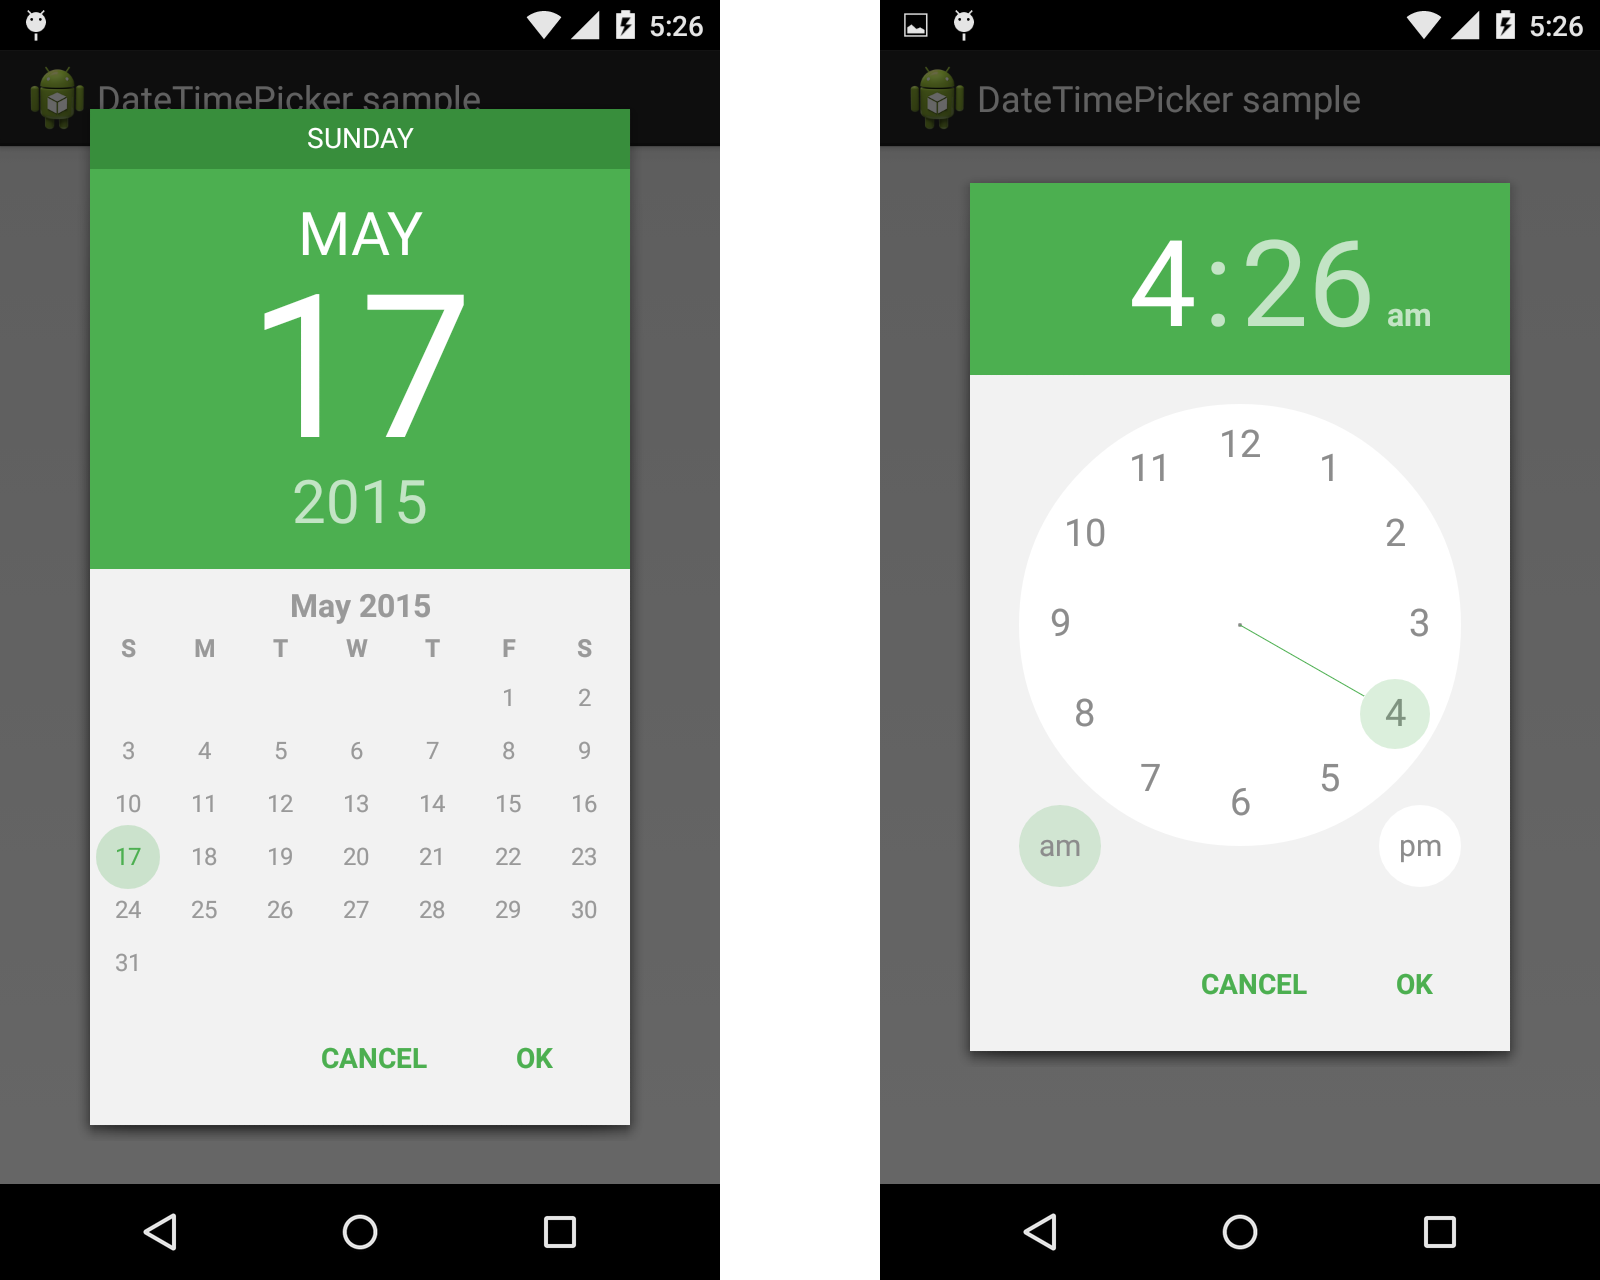 5:26
DateTimePicker sample
SUNDAY
MAY
17
2015
May 2015
S M T W T F S
1 2
3 4 5 6 7 8 9
10 11 12 13 14 15 16
17 18 19 20 21 22 23
24 25 26 27 28 29 30
31
CANCEL OK
5:26
DateTimePicker sample
4:26 am
12
11 1
10 2
9 3
8 4
7 5
6
am pm
CANCEL OK